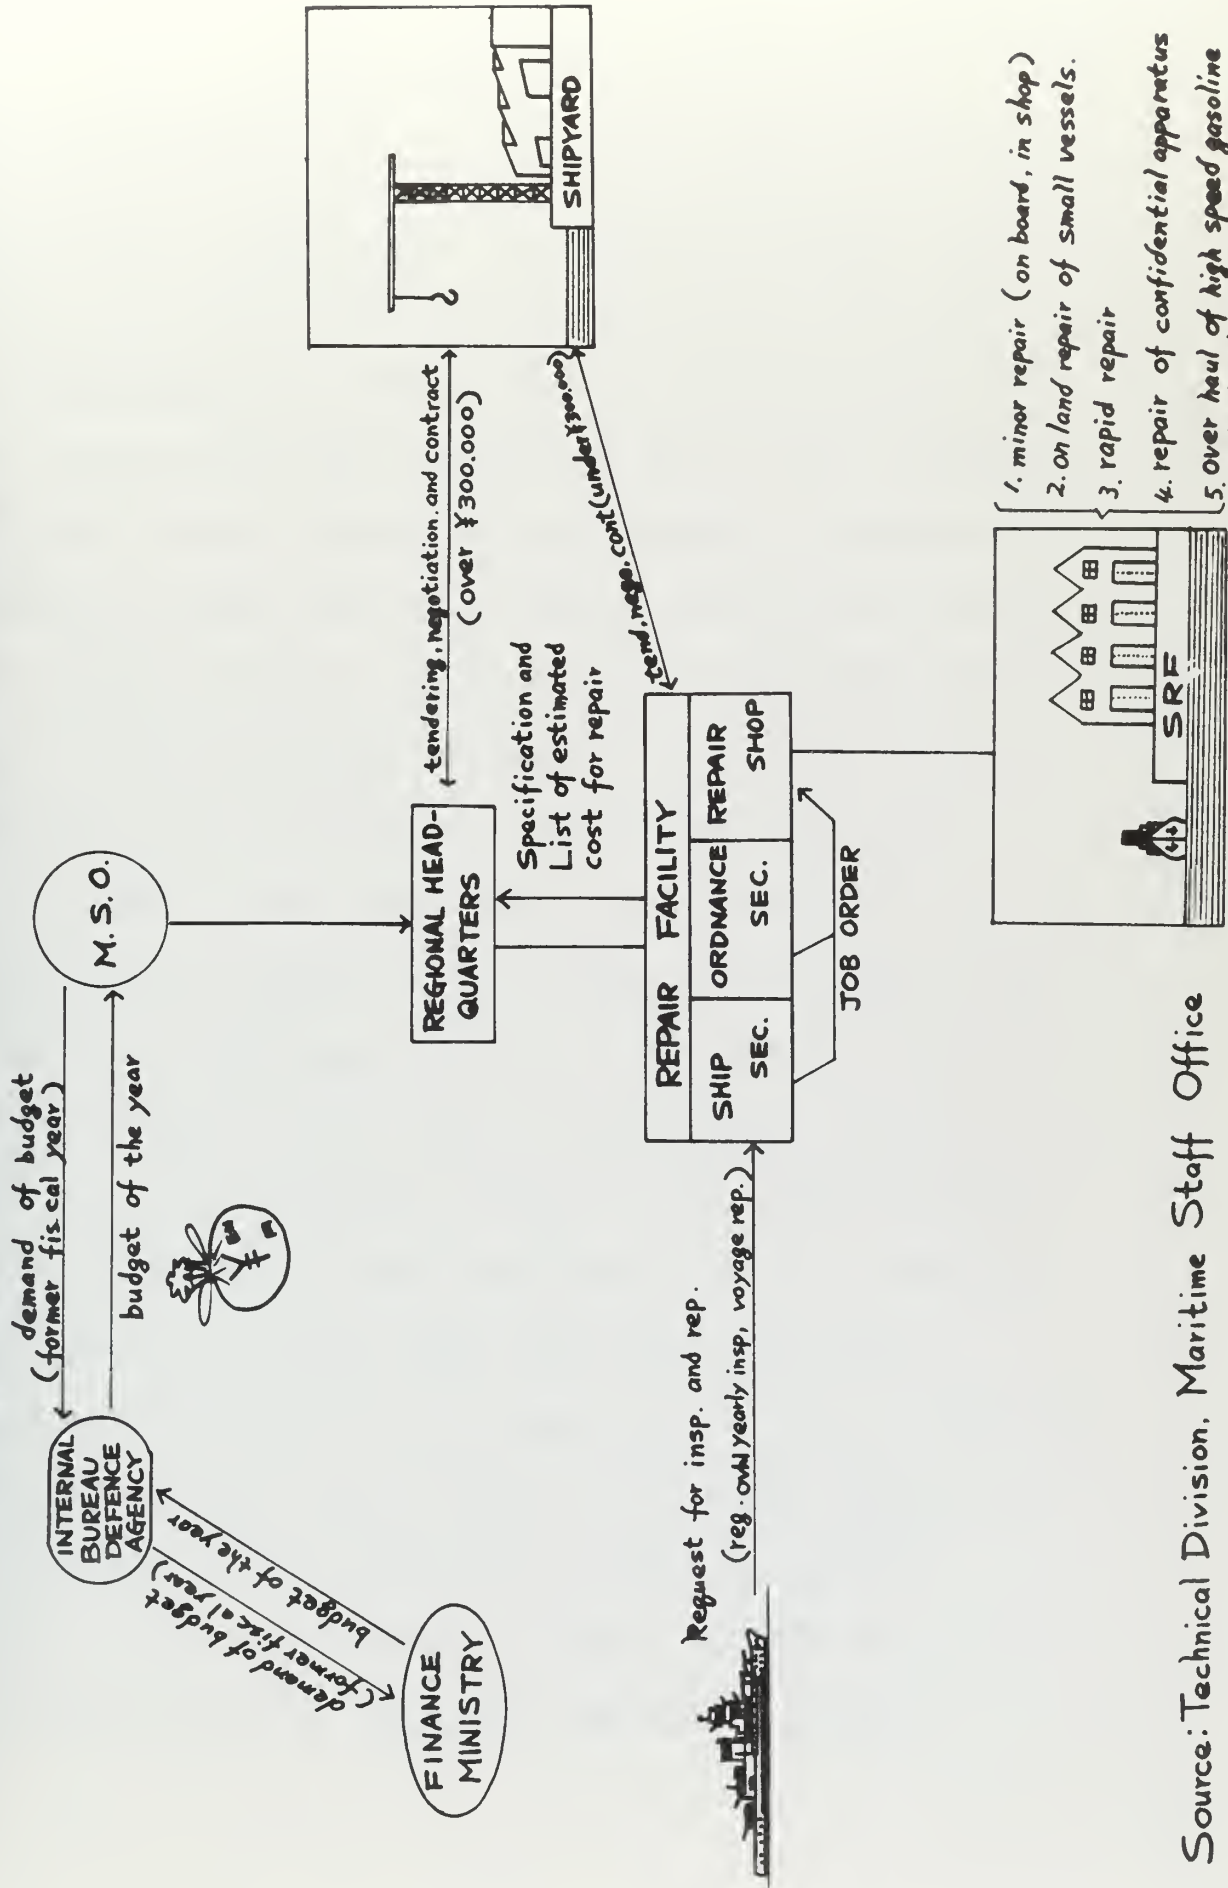 demand of budget
(former fiscal year)
budget of the year
M. S. O.
INTERNAL
BUREAU
DEFENCE
AGENCY
budget of the year
demand of budget
(former fiscal year)
FINANCE
MINISTRY
REGIONAL HEAD-
QUARTERS
tendering, negotiation. and contract
(over ¥300.000)
SHIPYARD
Specification and
List of estimated
cost for repair
tend, nego. cont (under ¥300.000)
REPAIR FACILITY
SHIP
SEC.
ORDNANCE
SEC.
REPAIR
SHOP
JOB ORDER
Request for insp. and rep.
(reg. ovhl yearly insp, voyage rep.)
SRF
1. minor repair (on board, in shop)
2. on land repair of small vessels.
3. rapid repair
4. repair of confidential apparatus
5. over haul of high speed gasoline
Source: Technical Division, Maritime Staff Office